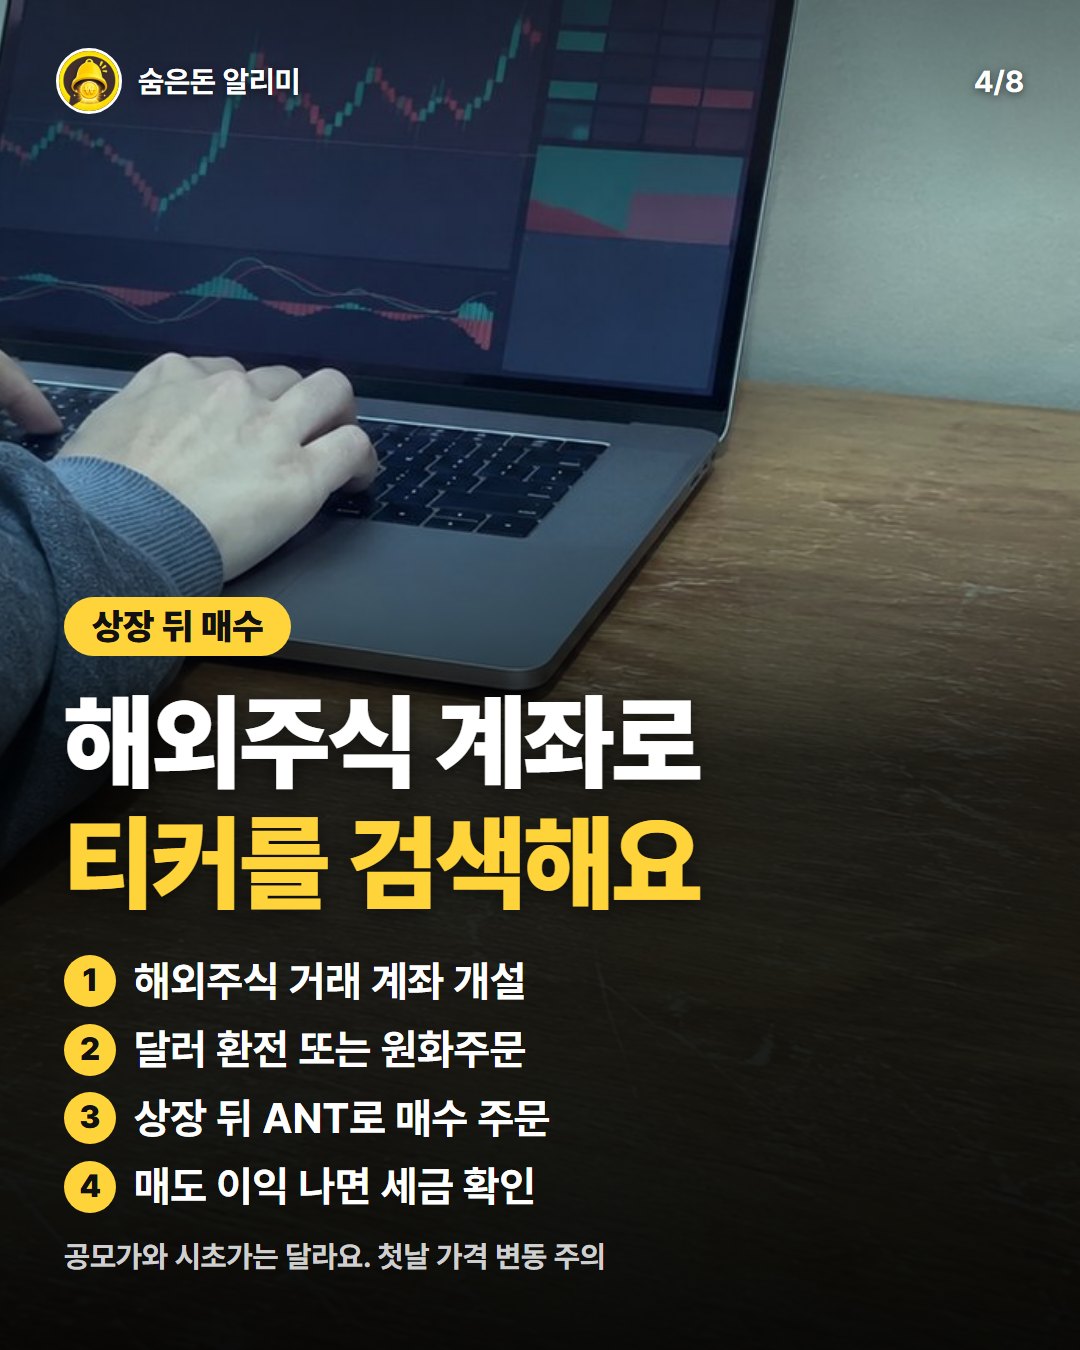 숨은돈 알리미
4/8
상장 뒤 매수
해외주식 계좌로
티커를 검색해요
1 해외주식 거래 계좌 개설
2 달러 환전 또는 원화주문
3 상장 뒤 ANT로 매수 주문
4 매도 이익 나면 세금 확인
공모가와 시초가는 달라요. 첫날 가격 변동 주의